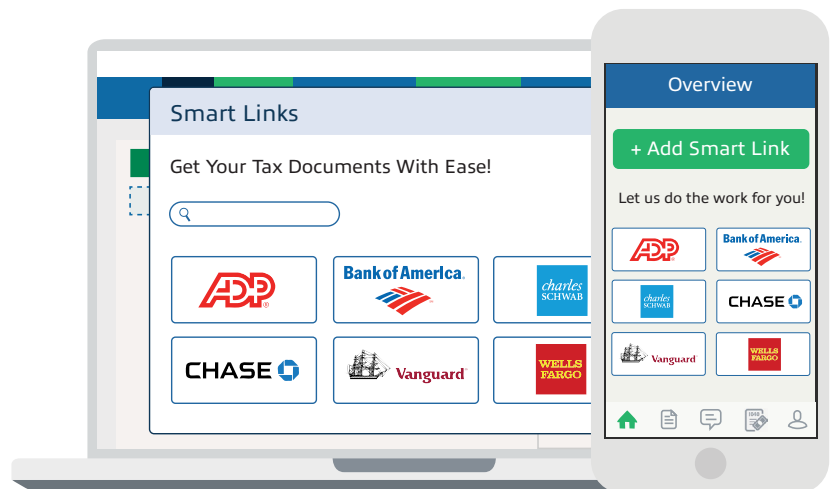 Smart Links
Get Your Tax Documents With Ease!
ADP
Bank of America
charles
SCHWAB
CHASE
Vanguard
WELLS
FARGO
Overview
+ Add Smart Link
Let us do the work for you!
ADP
Bank of America
charles
SCHWAB
CHASE
Vanguard
WELLS
FARGO
1040